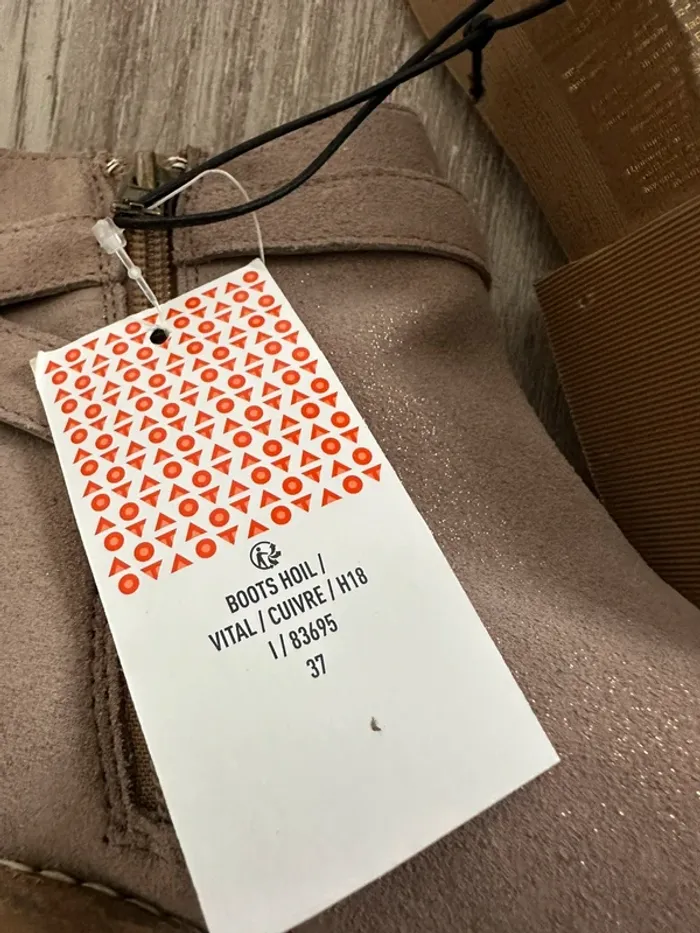 BOOTS HOIL /
VITAL / CUIVRE / H18
I / 83695
37